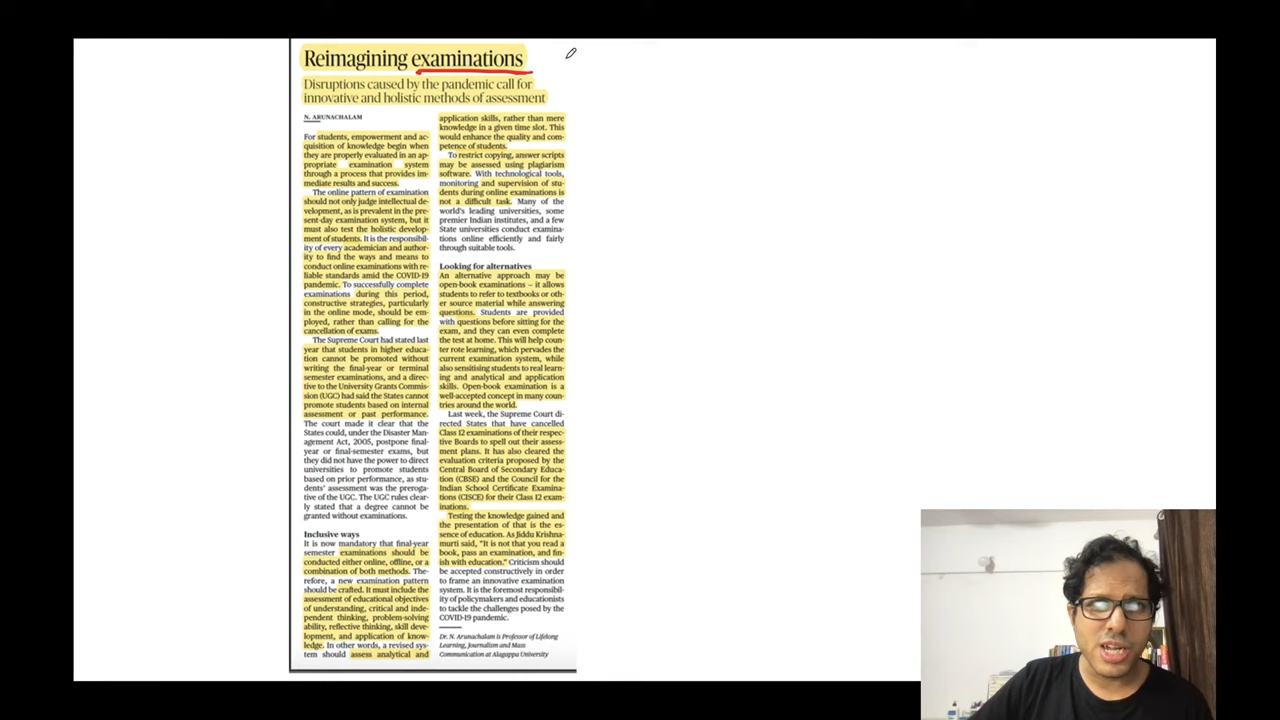 Reimagining examinations
Disruptions caused by the pandemic call for
innovative and holistic methods of assessment
N. ARUNACHALAM
For students, empowerment and ac-
quisition of knowledge begin when
they are properly evaluated in an ap-
propriate examination system
through a process that provides im-
mediate results and success.
The online pattern of examination
should not only judge intellectual de-
velopment, as is prevalent in the pre-
sent-day examination system, but it
must also test the holistic develop-
ment of students. It is the responsibil-
ity of every academician and author-
ity to find the ways and means to
conduct online examinations with re-
liable standards amid the COVID-19
pandemic. To successfully complete
examinations during this period,
constructive strategies, particularly
in the online mode, should be em-
ployed, rather than calling for the
cancellation of exams.
The Supreme Court had stated last
year that students in higher educa-
tion cannot be promoted without
writing the final-year or terminal
semester examinations, and a direc-
tive to the University Grants Commis-
sion (UGC) had said the States cannot
promote students based on internal
assessment or past performance.
The court made it clear that the
States could, under the Disaster Man-
agement Act, 2005, postpone final-
year or final-semester exams, but
they did not have the power to direct
universities to promote students
based on prior performance, as stu-
dents' assessment was the preroga-
tive of the UGC. The UGC rules clear-
ly stated that a degree cannot be
granted without examinations.
Inclusive ways
It is now mandatory that final-year
semester examinations should be
conducted either online, offline, or a
combination of both methods. The-
refore, a new examination pattern
should be crafted. It must include the
assessment of educational objectives
of understanding, critical and inde-
pendent thinking, problem-solving
ability, reflective thinking, skill deve-
lopment, and application of know-
ledge. In other words, a revised sys-
tem should assess analytical and
application skills, rather than mere
knowledge in a given time slot. This
would enhance the quality and com-
petence of students.
To restrict copying, answer scripts
may be assessed using plagiarism
software. With technological tools,
monitoring and supervision of stu-
dents during online examinations is
not a difficult task. Many of the
world's leading universities, some
premier Indian institutes, and a few
State universities conduct examina-
tions online efficiently and fairly
through suitable tools.
Looking for alternatives
An alternative approach may be
open-book examinations – it allows
students to refer to textbooks or oth-
er source material while answering
questions. Students are provided
with questions before sitting for the
exam, and they can even complete
the test at home. This will help coun-
ter rote learning, which pervades the
current examination system, while
also sensitising students to real learn-
ing and analytical and application
skills. Open-book examination is a
well-accepted concept in many coun-
tries around the world.
Last week, the Supreme Court di-
rected States that have cancelled
Class 12 examinations of their respec-
tive Boards to spell out their assess-
ment plans. It has also cleared the
evaluation criteria proposed by the
Central Board of Secondary Educa-
tion (CBSE) and the Council for the
Indian School Certificate Examina-
tions (CISCE) for their Class 12 exam-
inations.
Testing the knowledge gained and
the presentation of that is the es-
sence of education. As Jiddu Krishna-
murti said, "It is not that you read a
book, pass an examination, and fin-
ish with education." Criticism should
be accepted constructively in order
to frame an innovative examination
system. It is the foremost responsibil-
ity of policymakers and educationists
to tackle the challenges posed by the
COVID-19 pandemic.
Dr. N. Arunachalam is Professor of Lifelong
Learning, Journalism and Mass
Communication at Alagappa University